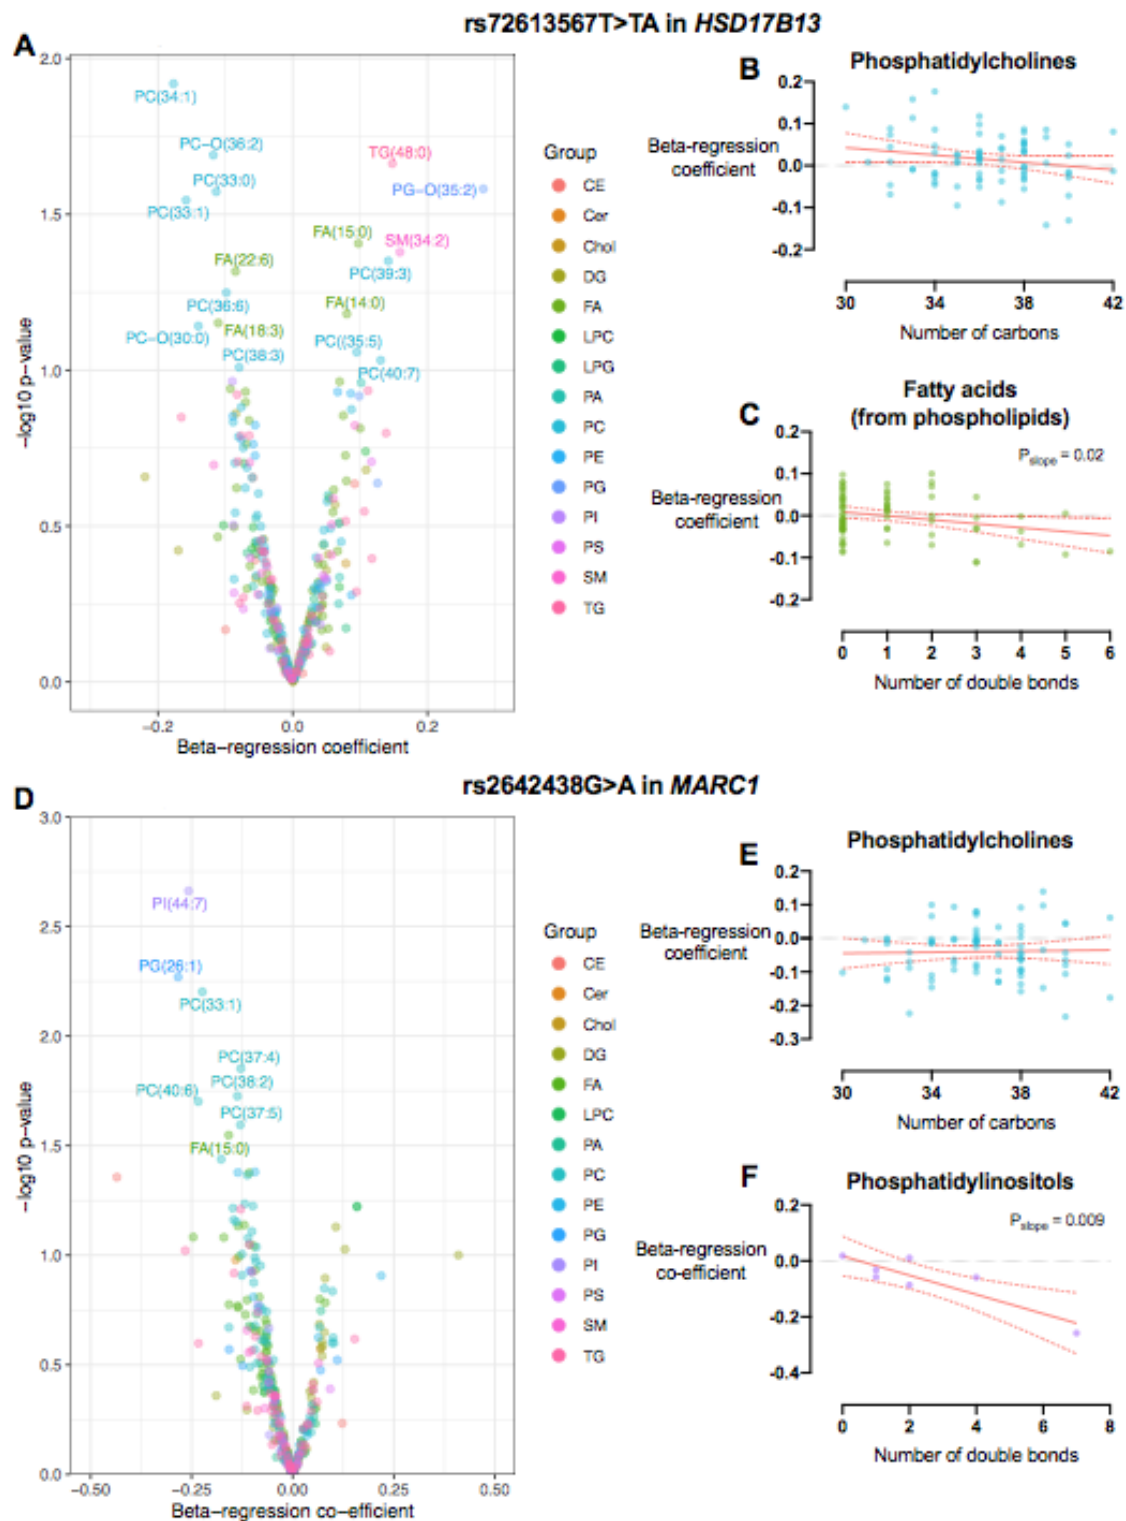 rs72613567T>TA in HSD17B13
A
2.0
1.5
1.0
0.5
0.0
-log10 p-value
PC(34:1)
PC-O(36:2)
TG(48:0)
PC(33:0)
PG-O(35:2)
PC(33:1)
FA(15:0)
SM(34:2)
FA(22:6)
PC(39:3)
PC(36:6)
FA(14:0)
PC-O(30:0)
FA(18:3)
PC((35:5)
PC(38:3)
PC(40:7)
-0.2
0.0
0.2
Beta-regression coefficient
Group
CE
Cer
Chol
DG
FA
LPC
LPG
PA
PC
PE
PG
PI
PS
SM
TG
B
Phosphatidylcholines
Beta-regression
coefficient
0.2
0.1
0.0
-0.1
-0.2
30
34
38
42
Number of carbons
C
Fatty acids
(from phospholipids)
Pslope = 0.02
Beta-regression
coefficient
0.2
0.1
0.0
-0.1
-0.2
0
1
2
3
4
5
6
Number of double bonds
rs2642438G>A in MARC1
D
3.0
2.5
2.0
1.5
1.0
0.5
0.0
-log10 p-value
PI(44:7)
PG(26:1)
PC(33:1)
PC(37:4)
PC(38:2)
PC(40:6)
PC(37:5)
FA(15:0)
-0.50
-0.25
0.00
0.25
0.50
Beta-regression co-efficient
Group
CE
Cer
Chol
DG
FA
LPC
PA
PC
PE
PG
PI
PS
SM
TG
E
Phosphatidylcholines
Beta-regression
coefficient
0.2
0.1
0.0
-0.1
-0.2
-0.3
30
34
38
42
Number of carbons
F
Phosphatidylinositols
Pslope = 0.009
Beta-regression
co-efficient
0.2
0.0
-0.2
-0.4
0
2
4
6
8
Number of double bonds